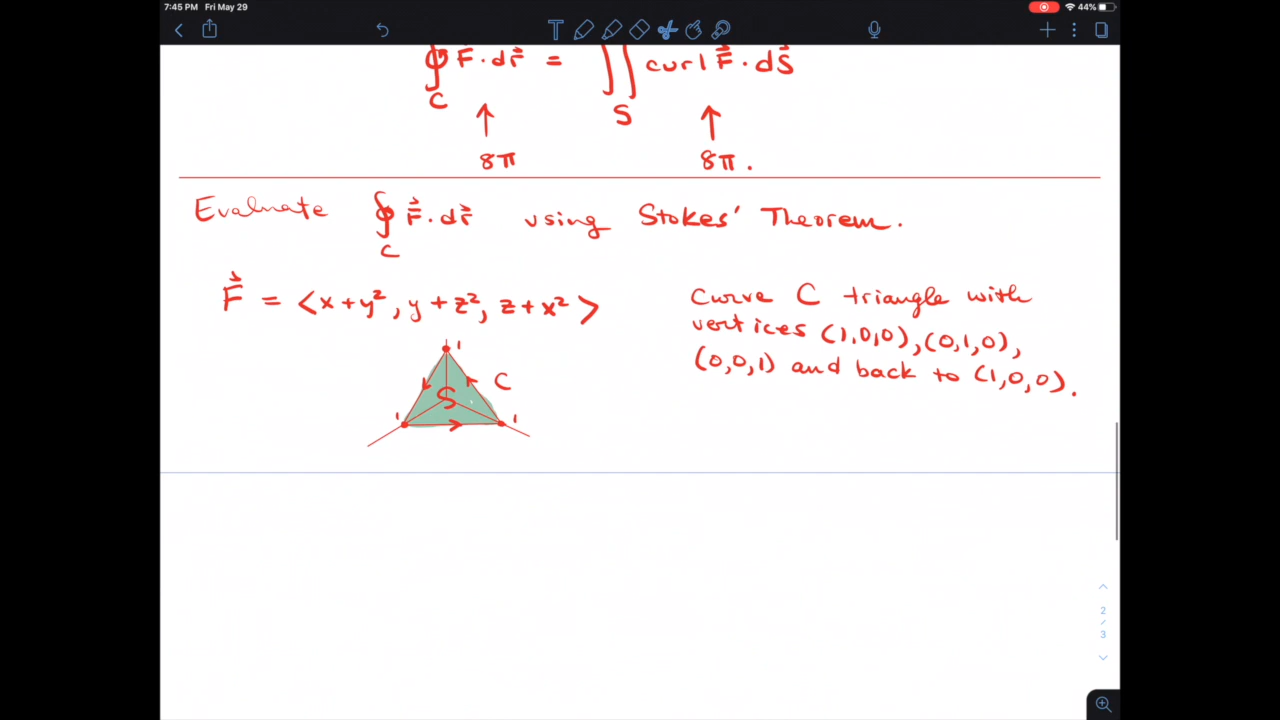 7:45 PM Fri May 29
44%
T
∮ F⃗·dr⃗ = ∬ curl F⃗·dS⃗
C S
8π 8π.
Evaluate ∮ F⃗·dr⃗ using Stokes' Theorem.
C
F⃗ = <x+y², y+z², z+x²>
Curve C triangle with
vertices (1,0,0),(0,1,0),
(0,0,1) and back to (1,0,0).
1
C
S
1 1
2
/
3